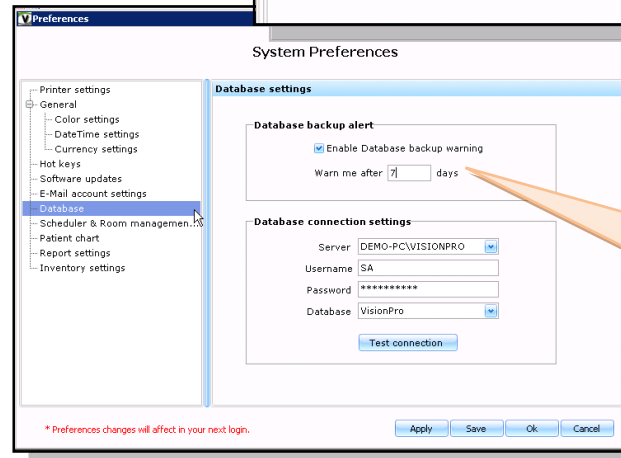 Preferences
System Preferences
Printer settings
General
Color settings
DateTime settings
Currency settings
Hot keys
Software updates
E-Mail account settings
Database
Scheduler & Room managemen...
Patient chart
Report settings
Inventory settings
Database settings
Database backup alert
Enable Database backup warning
Warn me after 7 days
Database connection settings
Server DEMO-PC\VISIONPRO
Username SA
Password **********
Database VisionPro
Test connection
* Preferences changes will affect in your next login.
Apply Save Ok Cancel